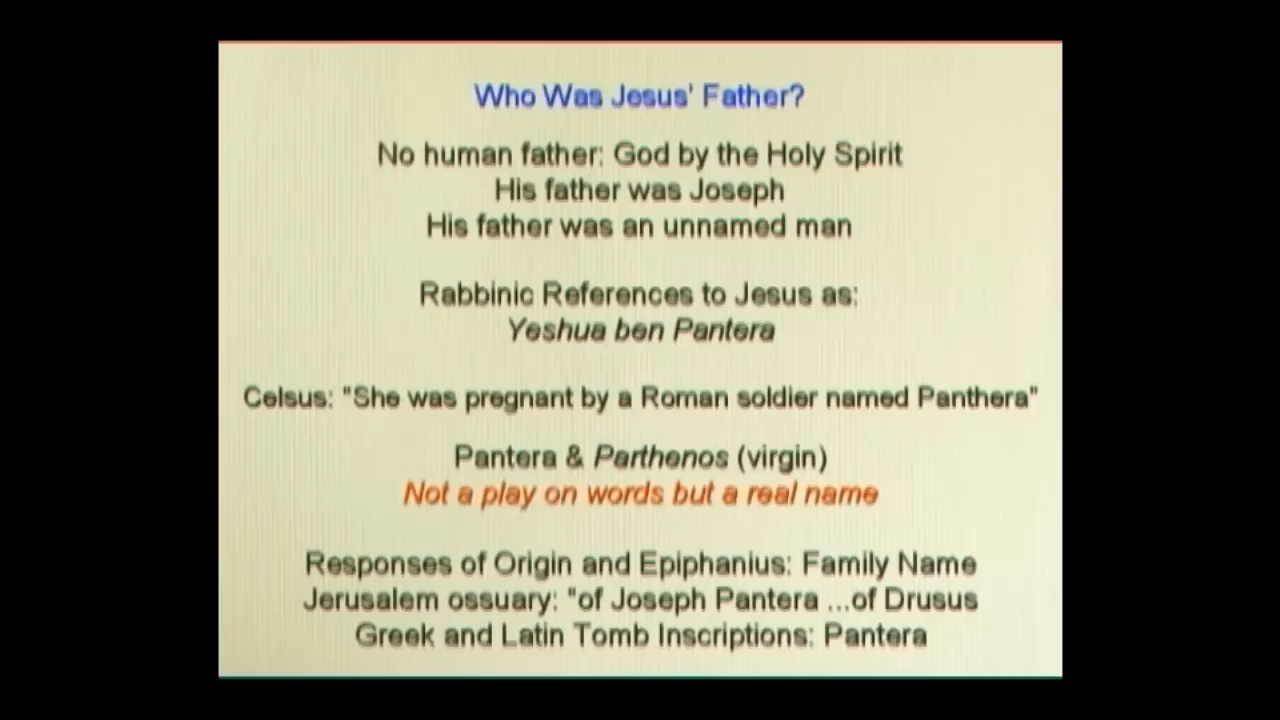 Who Was Jesus' Father?
No human father: God by the Holy Spirit
His father was Joseph
His father was an unnamed man
Rabbinic References to Jesus as:
Yeshua ben Pantera
Celsus: "She was pregnant by a Roman soldier named Panthera"
Pantera & Parthenos (virgin)
Not a play on words but a real name
Responses of Origin and Epiphanius: Family Name
Jerusalem ossuary: "of Joseph Pantera ...of Drusus
Greek and Latin Tomb Inscriptions: Pantera